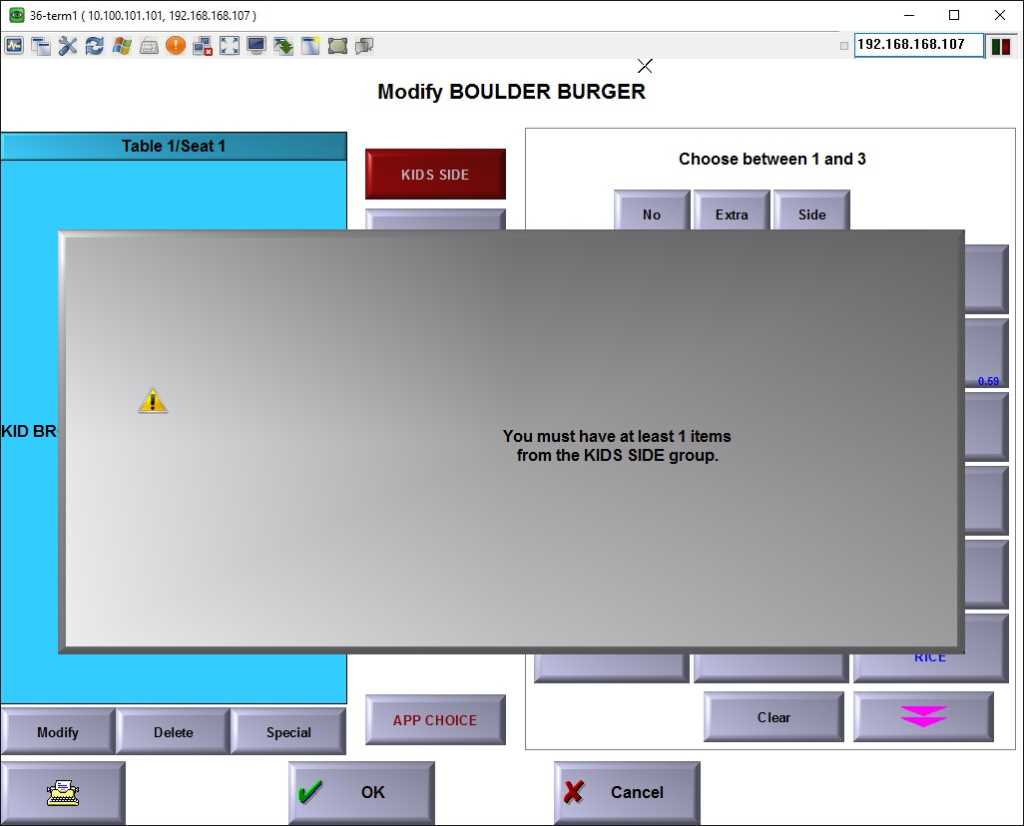 36-term1 ( 10.100.101.101, 192.168.168.107 )
192.168.168.107
Modify BOULDER BURGER
Table 1/Seat 1
KIDS SIDE
Choose between 1 and 3
No
Extra
Side
0.59
KID BR
You must have at least 1 items
from the KIDS SIDE group.
RICE
APP CHOICE
Clear
Modify
Delete
Special
OK
Cancel